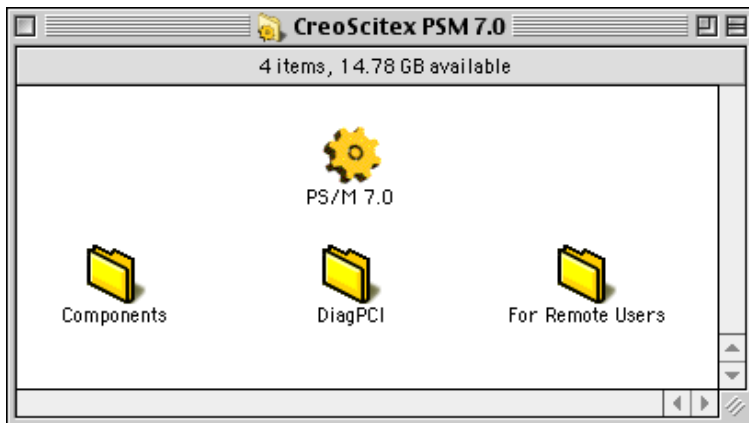 CreoScitex PSM 7.0
4 items, 14.78 GB available
PS/M 7.0
Components
DiagPCI
For Remote Users